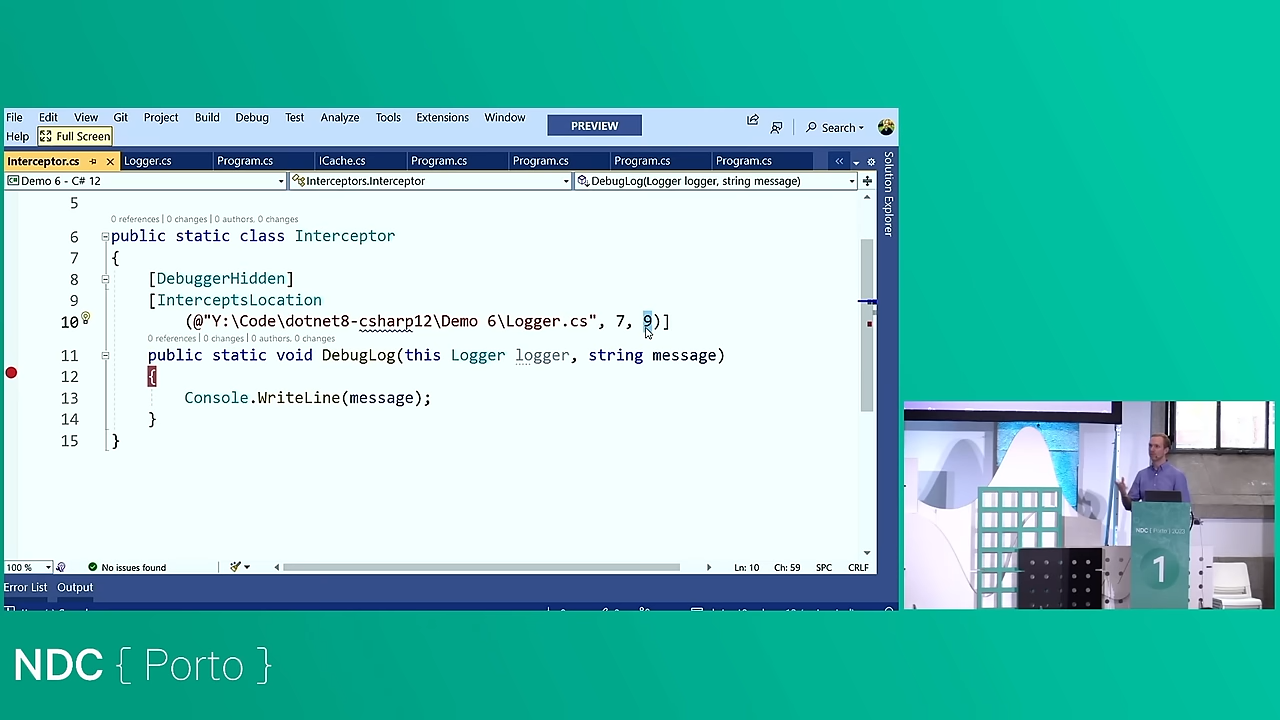 File Edit View Git Project Build Debug Test Analyze Tools Extensions Window PREVIEW Search
Help Full Screen
Interceptor.cs Logger.cs Program.cs ICache.cs Program.cs Program.cs Program.cs Program.cs
Demo 6 - C# 12 Interceptors.Interceptor DebugLog(Logger logger, string message)
Solution Explorer
5
0 references | 0 changes | 0 authors, 0 changes
6 public static class Interceptor
7 {
8 [DebuggerHidden]
9 [InterceptsLocation
10 (@"Y:\Code\dotnet8-csharp12\Demo 6\Logger.cs", 7, 9)]
0 references | 0 changes | 0 authors, 0 changes
11 public static void DebugLog(this Logger logger, string message)
12 {
13 Console.WriteLine(message);
14 }
15 }
100 % No issues found Ln: 10 Ch: 59 SPC CRLF
Error List Output
NDC { Porto } 2023
1
NDC { Porto }